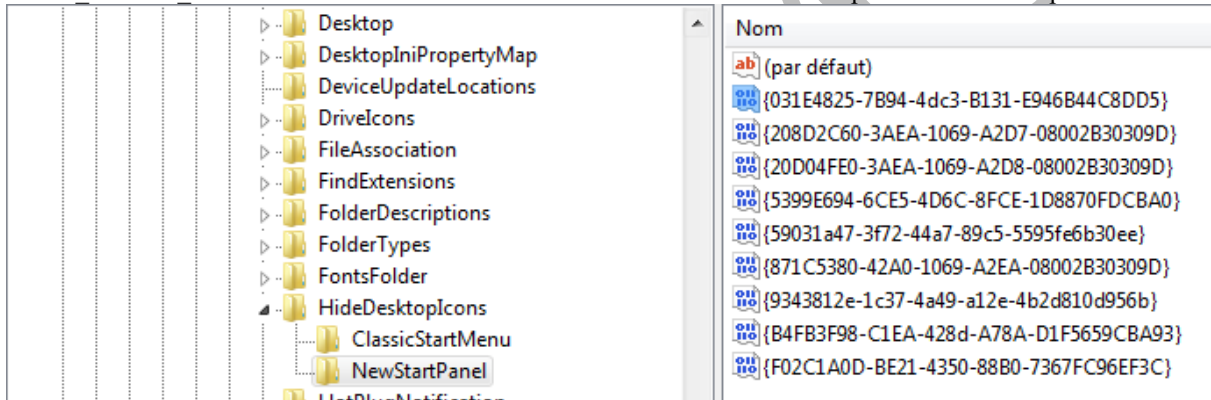 Desktop
DesktopIniPropertyMap
DeviceUpdateLocations
DriveIcons
FileAssociation
FindExtensions
FolderDescriptions
FolderTypes
FontsFolder
HideDesktopIcons
ClassicStartMenu
NewStartPanel
Nom
(par défaut)
{031E4825-7B94-4dc3-B131-E946B44C8DD5}
{208D2C60-3AEA-1069-A2D7-08002B30309D}
{20D04FE0-3AEA-1069-A2D8-08002B30309D}
{5399E694-6CE5-4D6C-8FCE-1D8870FDCBA0}
{59031a47-3f72-44a7-89c5-5595fe6b30ee}
{871C5380-42A0-1069-A2EA-08002B30309D}
{9343812e-1c37-4a49-a12e-4b2d810d956b}
{B4FB3F98-C1EA-428d-A78A-D1F5659CBA93}
{F02C1A0D-BE21-4350-88B0-7367FC96EF3C}